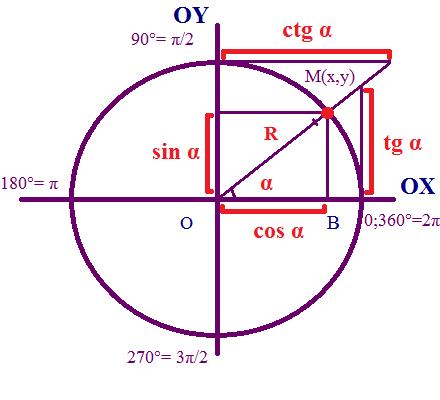 OY
ctg α
90°= π/2
M(x,y)
R
sin α
tg α
180°= π
α
OX
O
cos α
B
0;360°=2π
270°= 3π/2